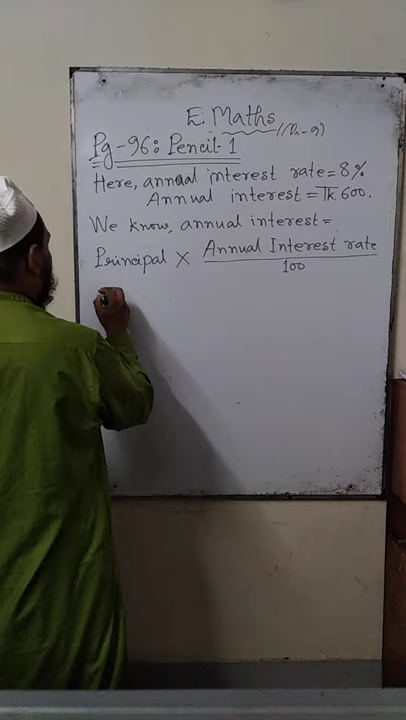 E. Maths
Pg-96: Pencil-1
Here, annual interest rate = 8%
Annual interest = Tk. 600.
We know, annual interest =
Principal × Annual Interest rate
100